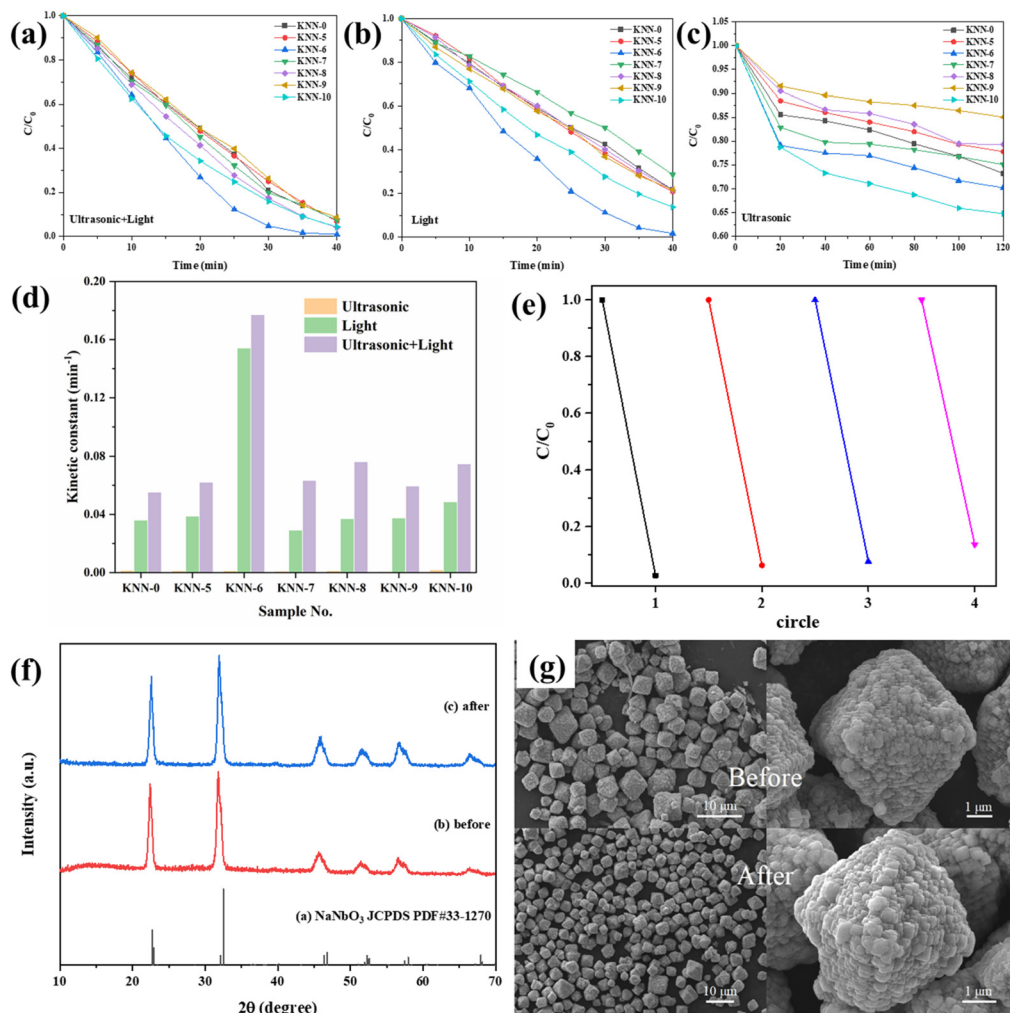 (a)
KNN-0
KNN-5
KNN-6
KNN-7
KNN-8
KNN-9
KNN-10
1.0
0.8
0.6
0.4
0.2
0.0
C/C₀
Ultrasonic+Light
0 10 20 30 40
Time (min)
(b)
KNN-0
KNN-5
KNN-6
KNN-7
KNN-8
KNN-9
KNN-10
1.0
0.8
0.6
0.4
0.2
0.0
C/C₀
Light
0 10 20 30 40
Time (min)
(c)
KNN-0
KNN-5
KNN-6
KNN-7
KNN-8
KNN-9
KNN-10
1.05
1.00
0.95
0.90
0.85
0.80
0.75
0.70
0.65
0.60
C/C₀
Ultrasonic
0 20 40 60 80 100 120
Time (min)
(d)
Ultrasonic
Light
Ultrasonic+Light
0.20
0.16
0.12
0.08
0.04
0.00
Kinetic constant (min⁻¹)
KNN-0 KNN-5 KNN-6 KNN-7 KNN-8 KNN-9 KNN-10
Sample No.
(e)
1.0
0.8
0.6
0.4
0.2
0.0
C/C₀
1 2 3 4
circle
(f)
(c) after
(b) before
(a) NaNbO₃ JCPDS PDF#33-1270
Intensity (a.u.)
10 20 30 40 50 60 70
2θ (degree)
(g)
Before
10 μm
1 μm
After
10 μm
1 μm